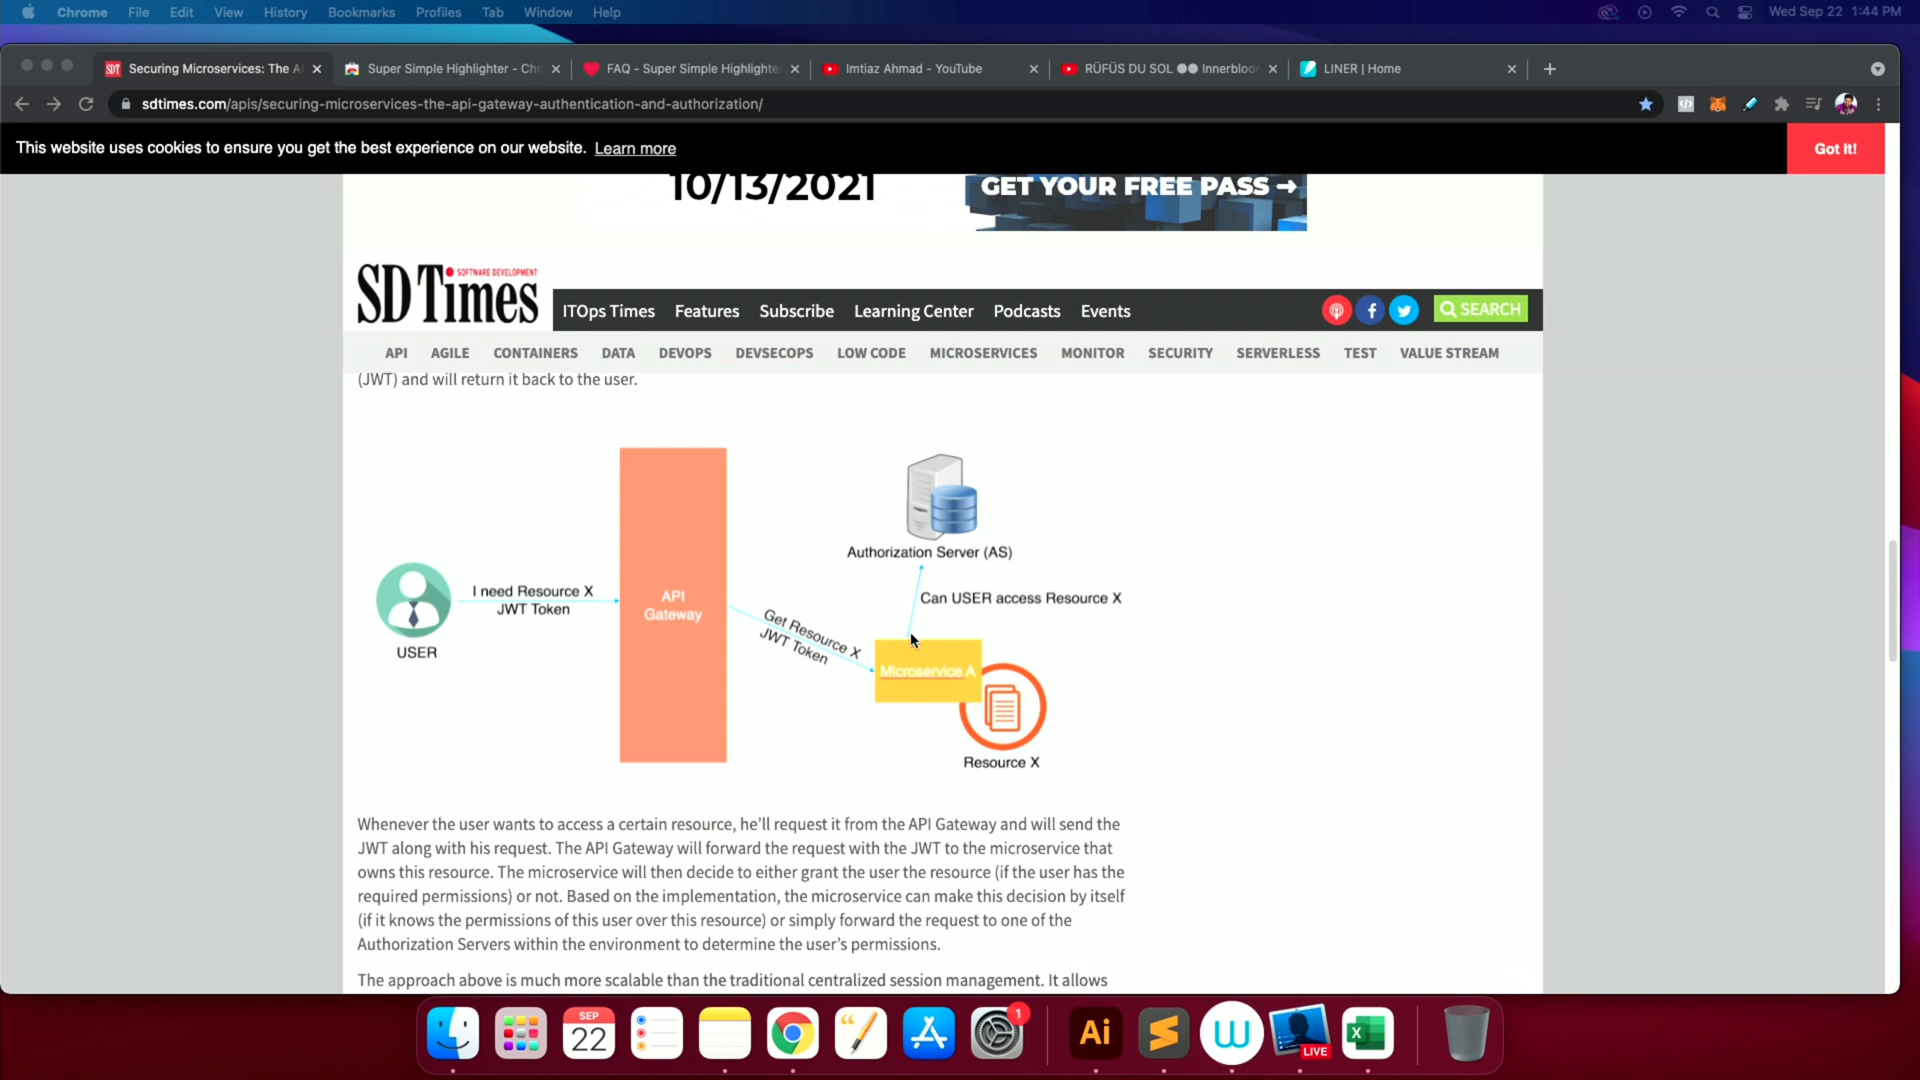 Chrome File Edit View History Bookmarks Profiles Tab Window Help Wed Sep 22 1:44 PM
SDT Securing Microservices: The A Super Simple Highlighter - Chr FAQ - Super Simple Highlighte Imtiaz Ahmad - YouTube RÜFÜS DU SOL ●● Innerbloor LINER | Home
sdtimes.com/apis/securing-microservices-the-api-gateway-authentication-and-authorization/
This website uses cookies to ensure you get the best experience on our website. Learn more Got it!
10/13/2021 GET YOUR FREE PASS →
SD Times SOFTWARE DEVELOPMENT
ITOps Times Features Subscribe Learning Center Podcasts Events SEARCH
API AGILE CONTAINERS DATA DEVOPS DEVSECOPS LOW CODE MICROSERVICES MONITOR SECURITY SERVERLESS TEST VALUE STREAM
(JWT) and will return it back to the user.
Authorization Server (AS)
I need Resource X
JWT Token
USER
API
Gateway
Can USER access Resource X
Get Resource X
JWT Token
Microservice A
Resource X
Whenever the user wants to access a certain resource, he'll request it from the API Gateway and will send the
JWT along with his request. The API Gateway will forward the request with the JWT to the microservice that
owns this resource. The microservice will then decide to either grant the user the resource (if the user has the
required permissions) or not. Based on the implementation, the microservice can make this decision by itself
(if it knows the permissions of this user over this resource) or simply forward the request to one of the
Authorization Servers within the environment to determine the user's permissions.
The approach above is much more scalable than the traditional centralized session management. It allows
SEP
22
1
Ai
LIVE
X